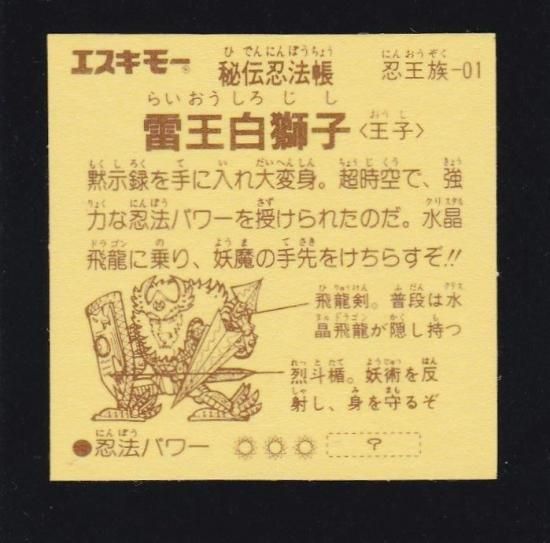 エスキモー® 秘伝忍法帳 忍王族-01
ひでんにんぽうちょう にんおうぞく
らいおうしろじし
雷王白獅子〈王子〉
おうじ
もくしろく て い だいへんしん ちょうじくう きょう
黙示録を手に入れ大変身。超時空で、強
りょく にんぽう さず クリスタル
力な忍法パワーを授けられたのだ。水晶
ドラゴン の ようま てさき
飛龍に乗り、妖魔の手先をけちらすぞ!!
ひりゅうけん ふだん クリス
飛龍剣。普段は水
タルドラゴン かく も
晶飛龍が隠し持つ
れっとたて ようじゅつ はん
烈斗楯。妖術を反
しゃ み まも
射し、身を守るぞ
にんぽう
●忍法パワー ?